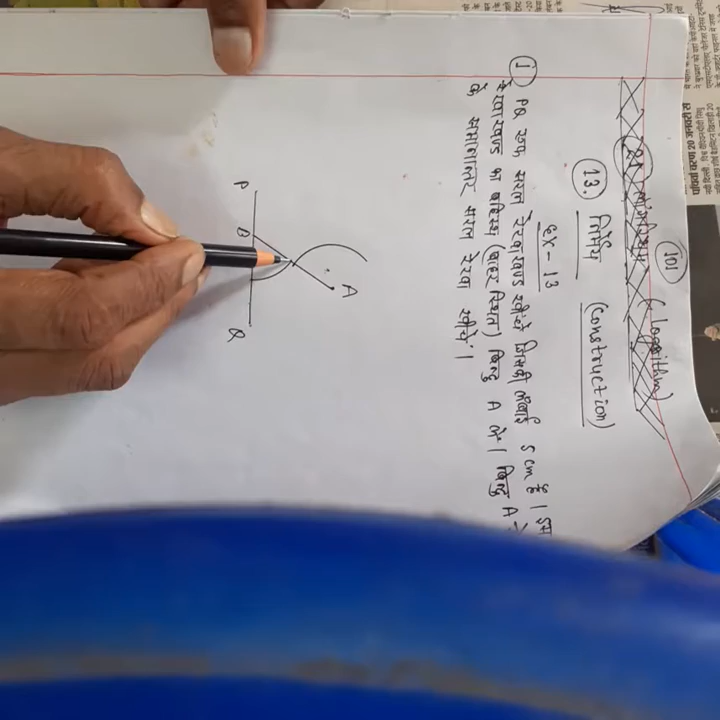 101
(Logarithm)
13. निर्मेय (Construction)
Ex - 13
1 PQ एक सरल रेखाखण्ड खींचो जिसकी लंबाई 5 cm है। इस
रेखाखण्ड का बहिस्थ (बाहर स्थित) बिन्दु A ले। बिन्दु A से
के समानान्तर सरल रेखा खींचो।
P
B
A
Q